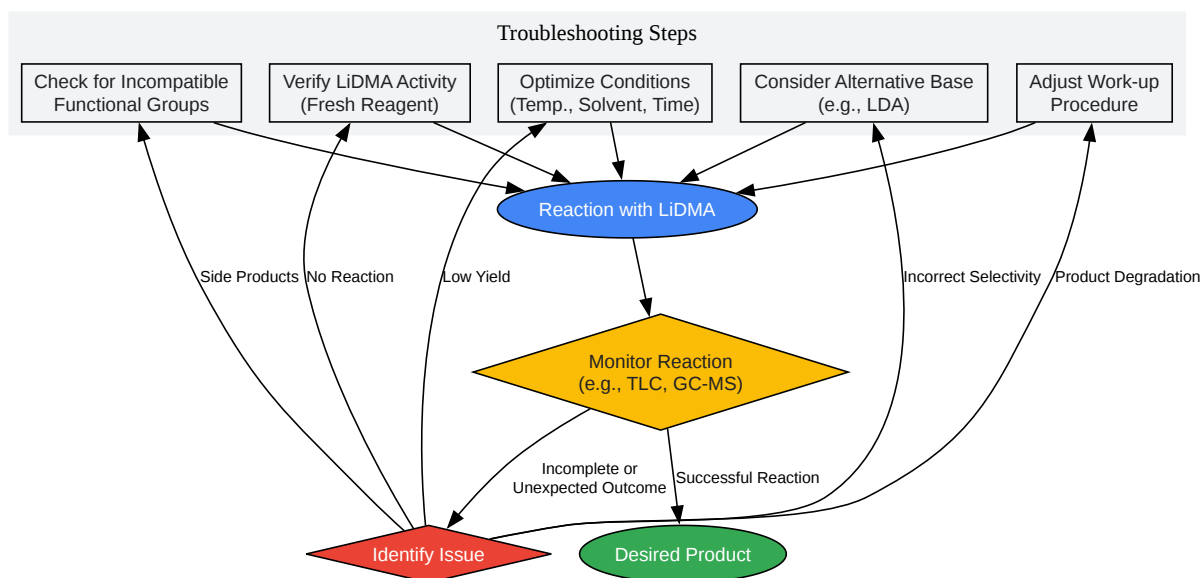 Troubleshooting Steps
Check for Incompatible
Functional Groups
Verify LiDMA Activity
(Fresh Reagent)
Optimize Conditions
(Temp., Solvent, Time)
Consider Alternative Base
(e.g., LDA)
Adjust Work-up
Procedure
Reaction with LiDMA
Side Products
No Reaction
Low Yield
Incorrect Selectivity
Product Degradation
Monitor Reaction
(e.g., TLC, GC-MS)
Incomplete or
Unexpected Outcome
Successful Reaction
Identify Issue
Desired Product